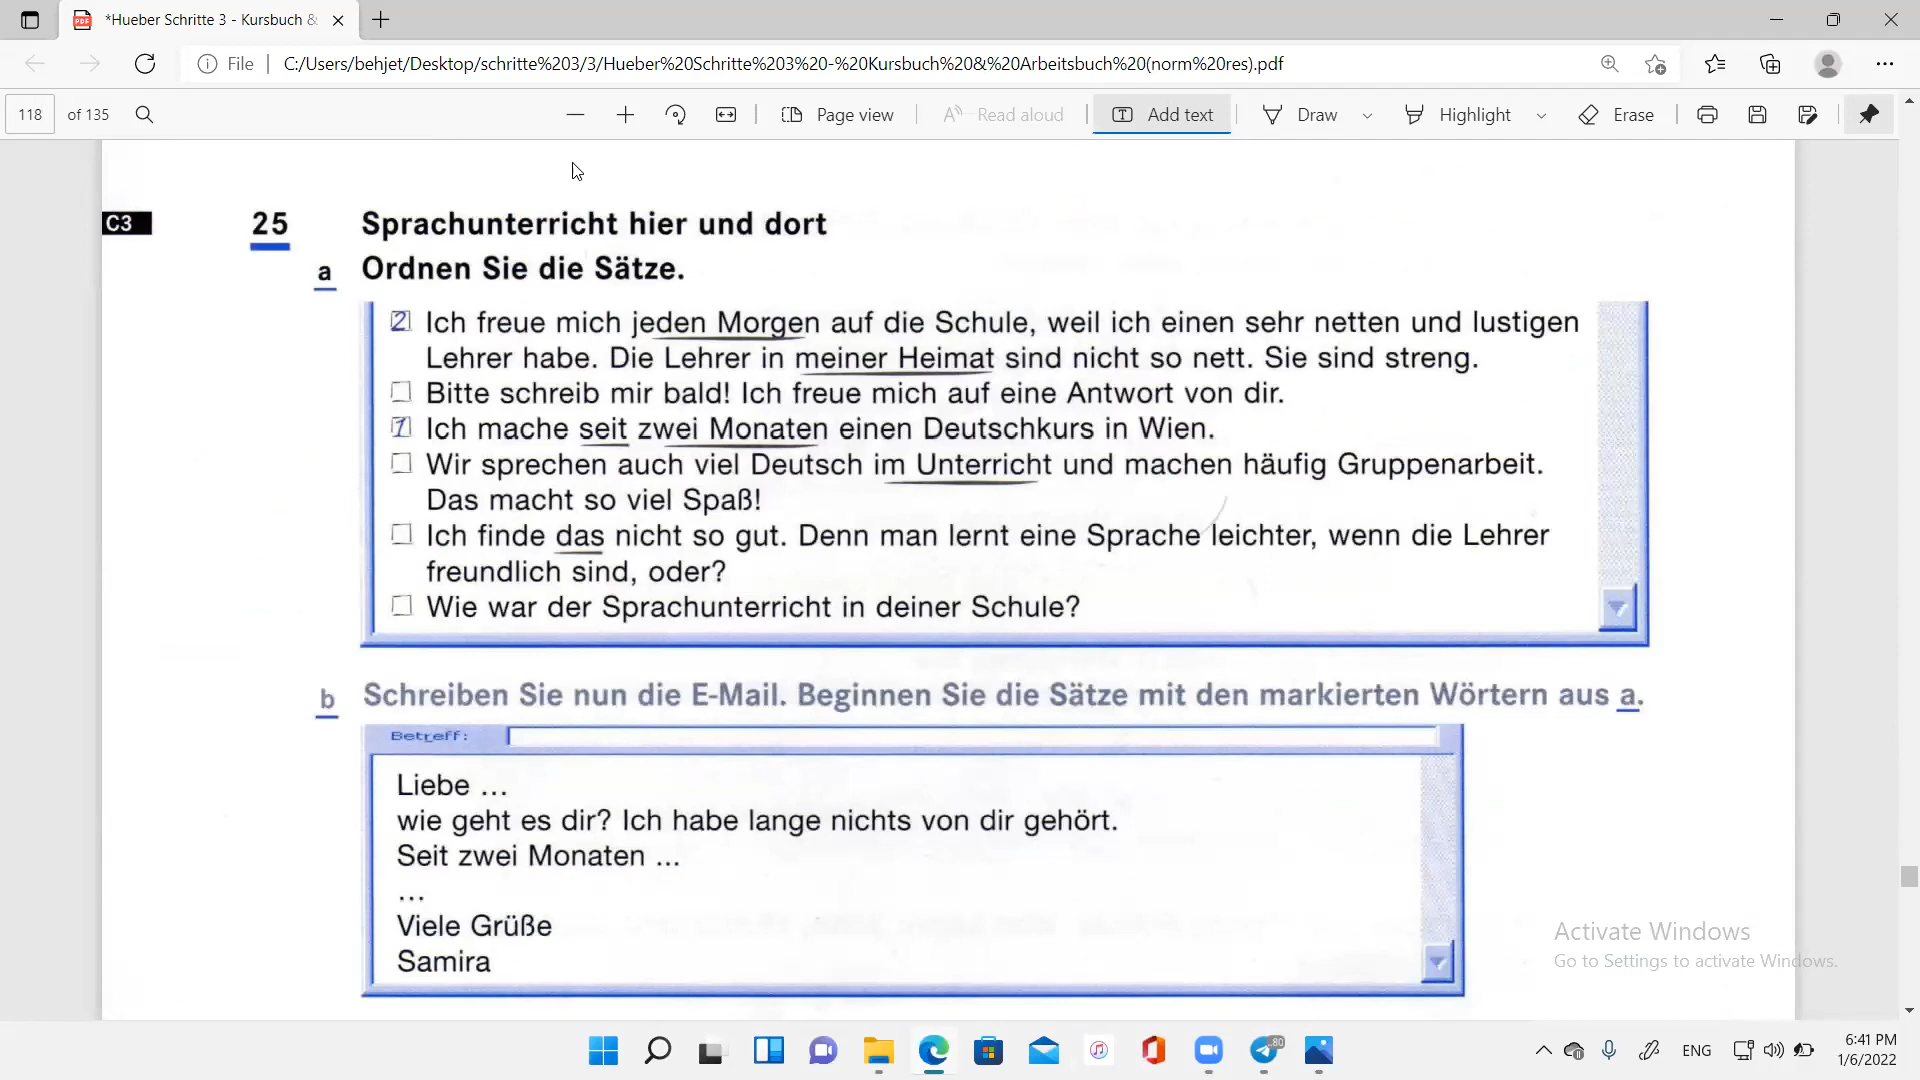 *Hueber Schritte 3 - Kursbuch &
File
C:/Users/behjet/Desktop/schritte%203/3/Hueber%20Schritte%203%20-%20Kursbuch%20&%20Arbeitsbuch%20(norm%20res).pdf
118 of 135
Page view
Read aloud
Add text
Draw
Highlight
Erase
C3
25 Sprachunterricht hier und dort
a Ordnen Sie die Sätze.
2 Ich freue mich jeden Morgen auf die Schule, weil ich einen sehr netten und lustigen
Lehrer habe. Die Lehrer in meiner Heimat sind nicht so nett. Sie sind streng.
Bitte schreib mir bald! Ich freue mich auf eine Antwort von dir.
1 Ich mache seit zwei Monaten einen Deutschkurs in Wien.
Wir sprechen auch viel Deutsch im Unterricht und machen häufig Gruppenarbeit.
Das macht so viel Spaß!
Ich finde das nicht so gut. Denn man lernt eine Sprache leichter, wenn die Lehrer
freundlich sind, oder?
Wie war der Sprachunterricht in deiner Schule?
b Schreiben Sie nun die E-Mail. Beginnen Sie die Sätze mit den markierten Wörtern aus a.
Betreff:
Liebe ...
wie geht es dir? Ich habe lange nichts von dir gehört.
Seit zwei Monaten ...
...
Viele Grüße
Samira
Activate Windows
Go to Settings to activate Windows.
80
ENG
6:41 PM
1/6/2022